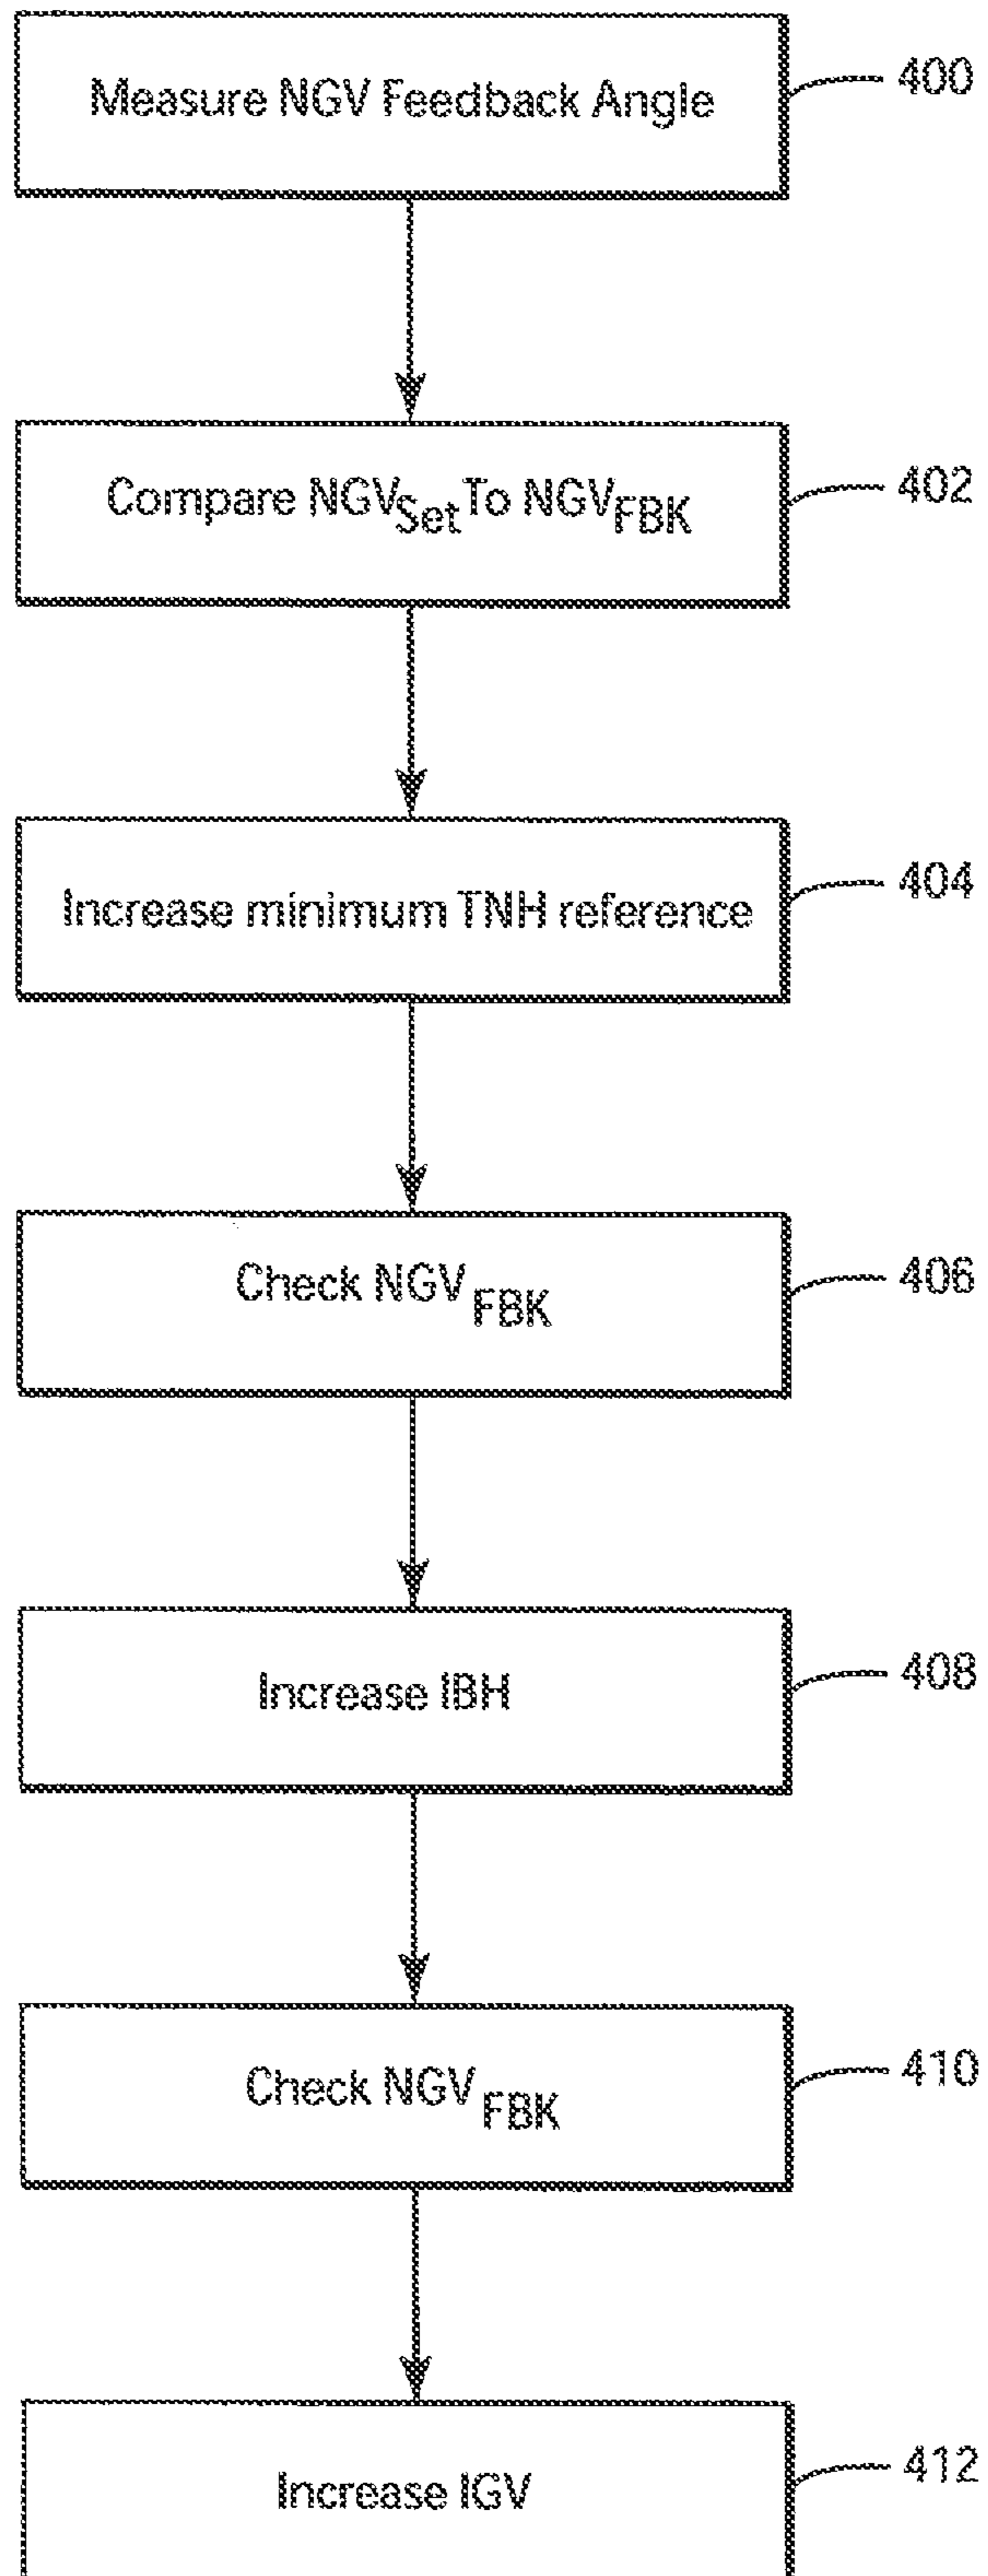 Measure NGV Feedback Angle
400
Compare NGVSet To NGVFBK
402
Increase minimum TNH reference
404
Check NGVFBK
406
Increase IBH
408
Check NGVFBK
410
Increase IGV
412